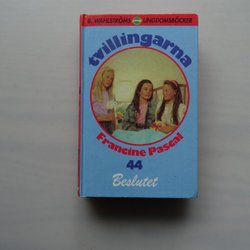 B. WAHLSTRÖMS UNGDOMSBÖCKER
tvillingarna
Francine Pascal
44
Beslutet